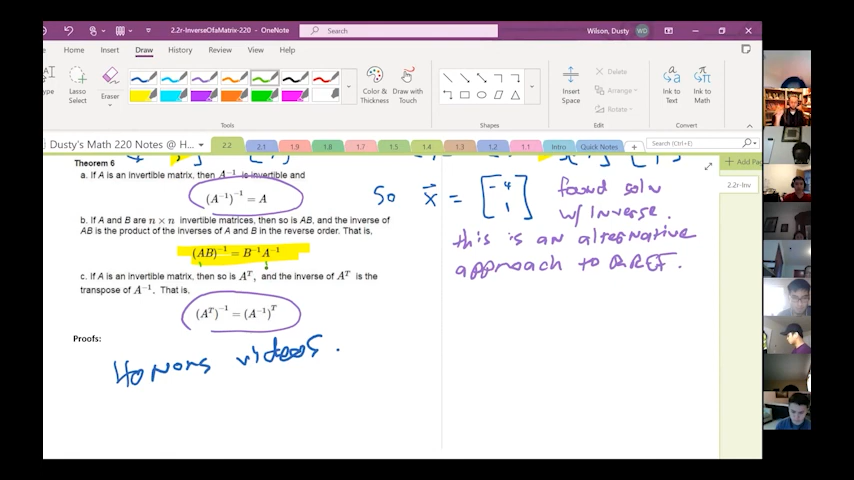 2.2r-InverseOfaMatrix-220 - OneNote
Search
Wilson, Dusty
WD
Home Insert Draw History Review View Help
Lasso Select
Eraser
Color & Thickness
Draw with Touch
Insert Space
Delete
Arrange
Rotate
Ink to Text
Ink to Math
Tools
Shapes
Edit
Convert
Dusty's Math 220 Notes @ H...
2.2 2.1 1.9 1.8 1.7 1.5 1.4 1.3 1.2 1.1 Intro Quick Notes +
Search (Ctrl+E)
Add Pag
2.2r-Inv
Theorem 6
a. If A is an invertible matrix, then A⁻¹ is invertible and
(A⁻¹)⁻¹ = A
b. If A and B are n × n invertible matrices, then so is AB, and the inverse of
AB is the product of the inverses of A and B in the reverse order. That is,
(AB)⁻¹ = B⁻¹A⁻¹
c. If A is an invertible matrix, then so is Aᵀ, and the inverse of Aᵀ is the
transpose of A⁻¹. That is,
(Aᵀ)⁻¹ = (A⁻¹)ᵀ
Proofs:
Honors videos.
So x⃗ = [-4 1]
found soln
w/ Inverse.
this is an alternative
approach to RREF.